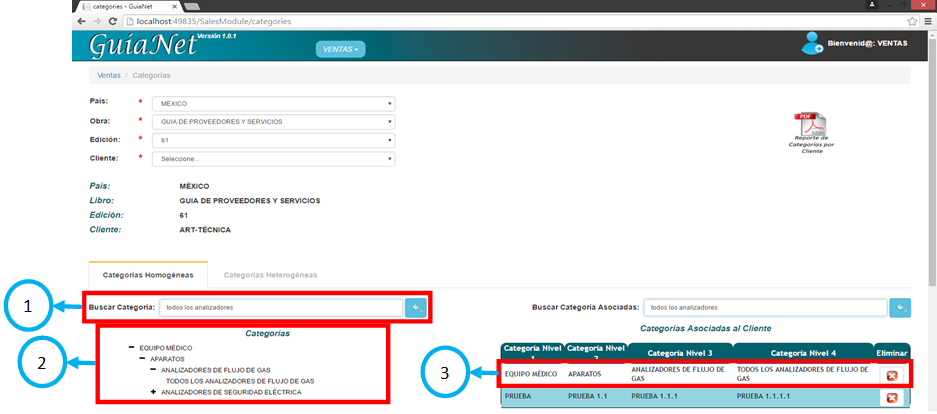 categories - GuiaNet
localhost:49835/SalesModule/categories
GuíaNet Versión 1.0.1
VENTAS
Bienvenid@: VENTAS
Ventas / Categorías
País: * MEXICO
Obra: * GUIA DE PROVEEDORES Y SERVICIOS
Edición: * 61
Cliente: * Seleccione...
PDF
Reporte de
Categorías por
Cliente
País: MÉXICO
Libro: GUIA DE PROVEEDORES Y SERVICIOS
Edición: 61
Cliente: ART-TÉCNICA
Categorías Homogéneas Categorías Heterogéneas
1 Buscar Categoría: todos los analizadores
Buscar Categoría Asociadas: todos los analizadores
2
Categorías
EQUIPO MÉDICO
APARATOS
ANALIZADORES DE FLUJO DE GAS
TODOS LOS ANALIZADORES DE FLUJO DE GAS
ANALIZADORES DE SEGURIDAD ELÉCTRICA
3
Categorías Asociadas al Cliente
Categoría Nivel 1 Categoría Nivel 2 Categoría Nivel 3 Categoría Nivel 4 Eliminar
EQUIPO MÉDICO APARATOS ANALIZADORES DE FLUJO DE GAS TODOS LOS ANALIZADORES DE FLUJO DE GAS
PRUEBA PRUEBA 1.1 PRUEBA 1.1.1 PRUEBA 1.1.1.1